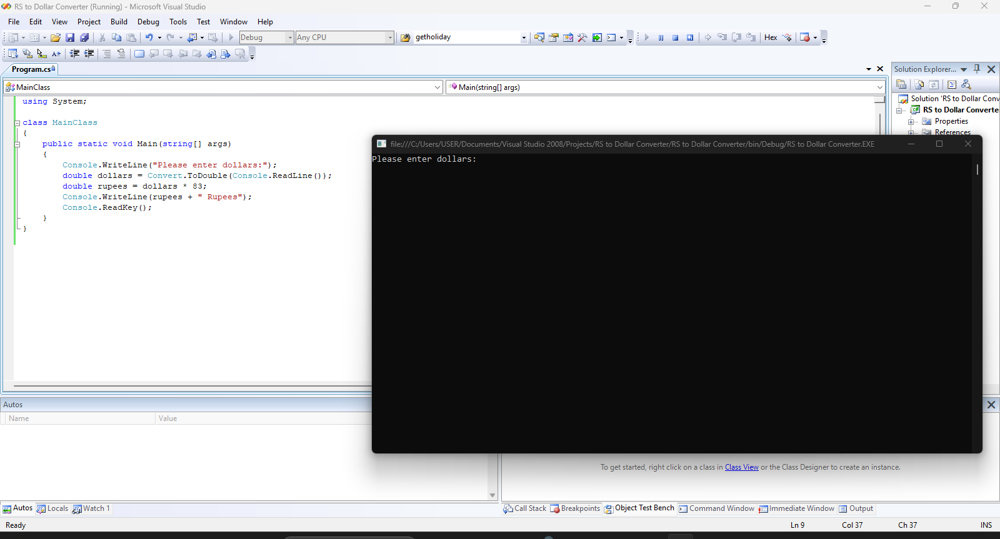 RS to Dollar Converter (Running) - Microsoft Visual Studio
File Edit View Project Build Debug Tools Test Window Help
Debug Any CPU getholiday Hex
Program.cs
MainClass Main(string[] args)
using System;
class MainClass
{
public static void Main(string[] args)
{
Console.WriteLine("Please enter dollars:");
double dollars = Convert.ToDouble(Console.ReadLine());
double rupees = dollars * 83;
Console.WriteLine(rupees + " Rupees");
Console.ReadKey();
}
}
Solution Explorer...
Solution 'RS to Dollar Conv
RS to Dollar Converte
Properties
References
file:///C:/Users/USER/Documents/Visual Studio 2008/Projects/RS to Dollar Converter/RS to Dollar Converter/bin/Debug/RS to Dollar Converter.EXE
Please enter dollars:
Autos
Name Value
To get started, right click on a class in Class View or the Class Designer to create an instance.
Autos Locals Watch 1
Call Stack Breakpoints Object Test Bench Command Window Immediate Window Output
Ready Ln 9 Col 37 Ch 37 INS